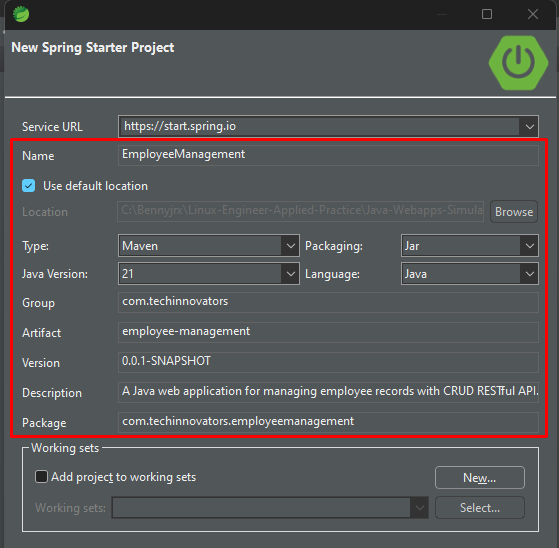 New Spring Starter Project
Service URL https://start.spring.io
Name EmployeeManagement
Use default location
Location C:\Bennyjrx\Linux-Engineer-Applied-Practice\Java-Webapps-Simula Browse
Type: Maven Packaging: Jar
Java Version: 21 Language: Java
Group com.techinnovators
Artifact employee-management
Version 0.0.1-SNAPSHOT
Description A Java web application for managing employee records with CRUD RESTful API.
Package com.techinnovators.employeemanagement
Working sets
Add project to working sets New...
Working sets: Select...